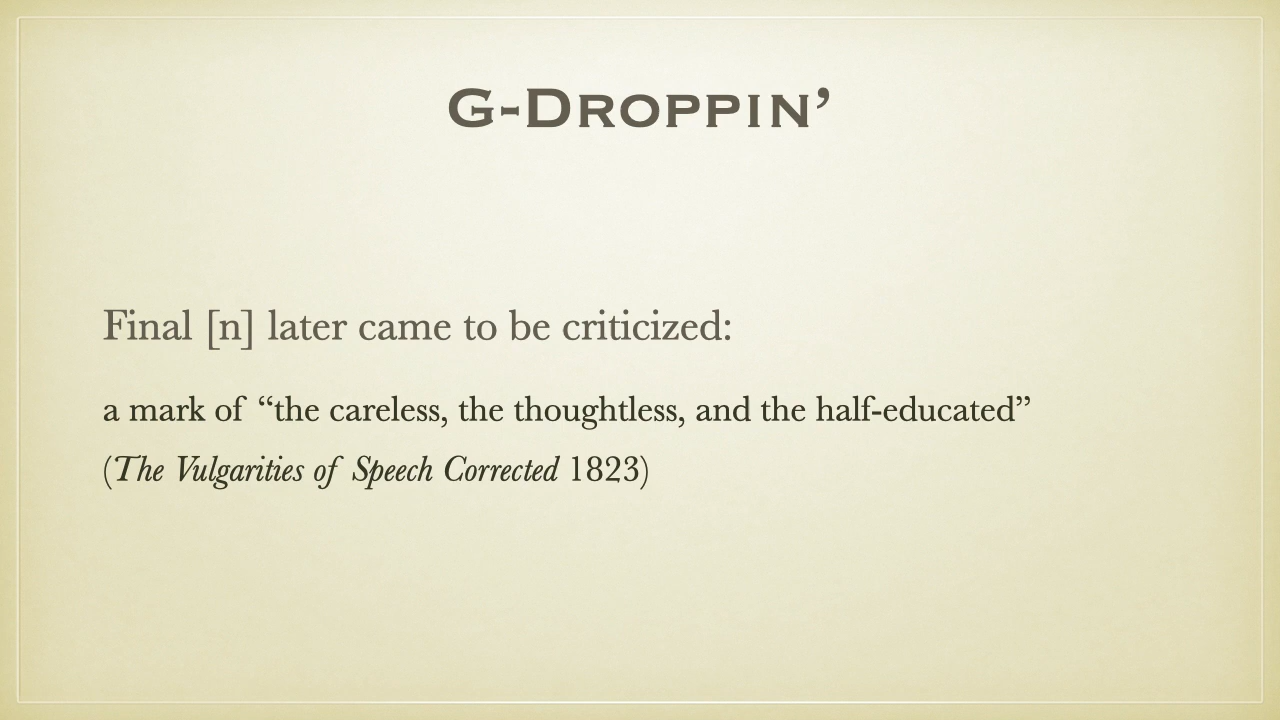 G-Droppin’
Final [n] later came to be criticized:
a mark of “the careless, the thoughtless, and the half-educated”
(The Vulgarities of Speech Corrected 1823)